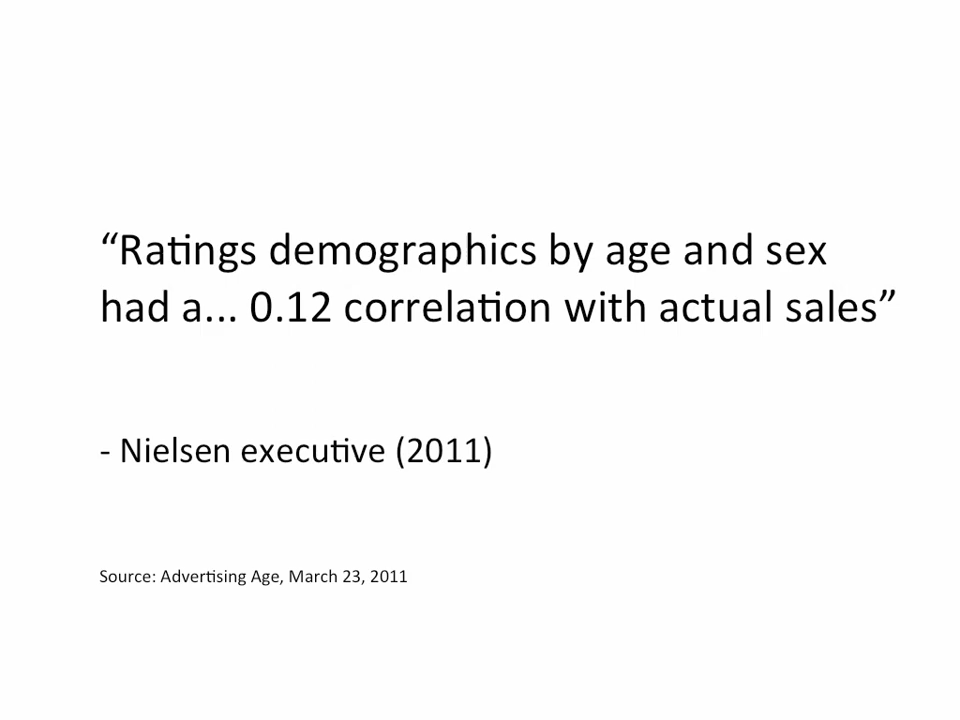 “Ratings demographics by age and sex
had a... 0.12 correlation with actual sales”
- Nielsen executive (2011)
Source: Advertising Age, March 23, 2011